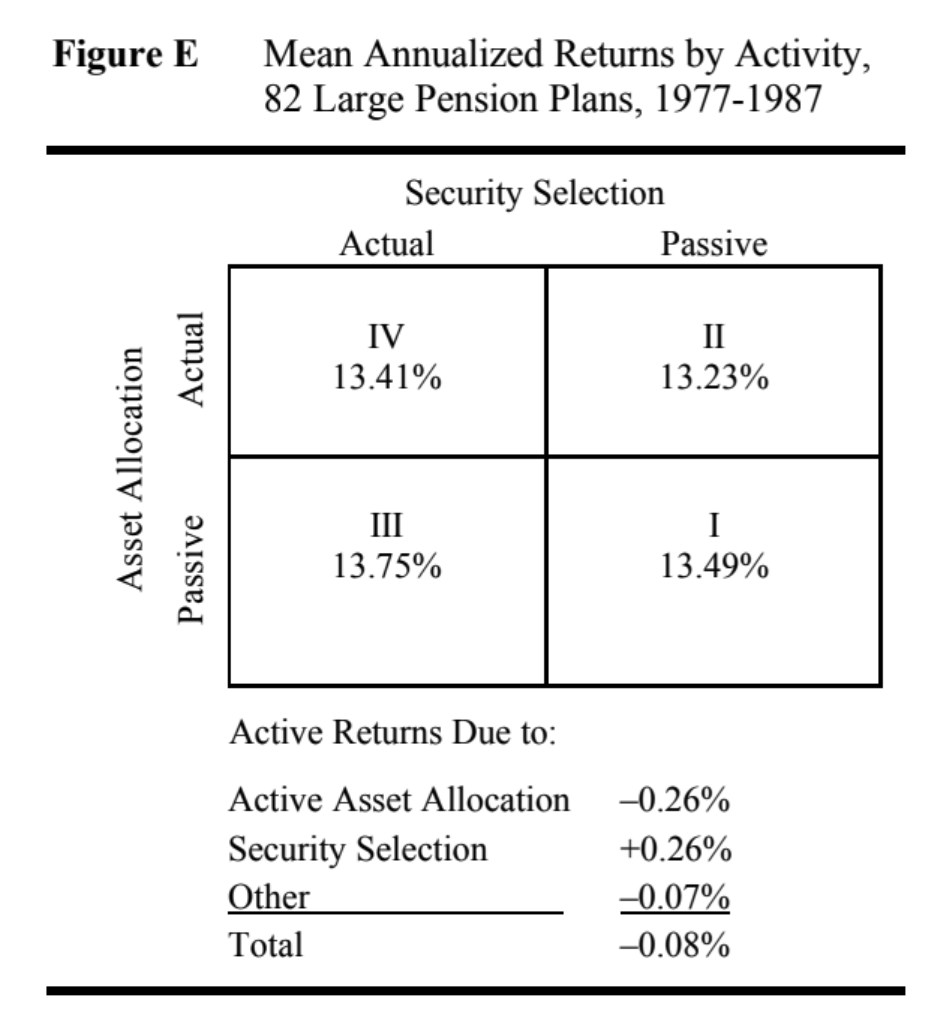 Figure E Mean Annualized Returns by Activity,
82 Large Pension Plans, 1977-1987
Security Selection
Actual Passive
Asset Allocation
Actual
IV II
13.41% 13.23%
Passive
III I
13.75% 13.49%
Active Returns Due to:
Active Asset Allocation –0.26%
Security Selection +0.26%
Other –0.07%
Total –0.08%